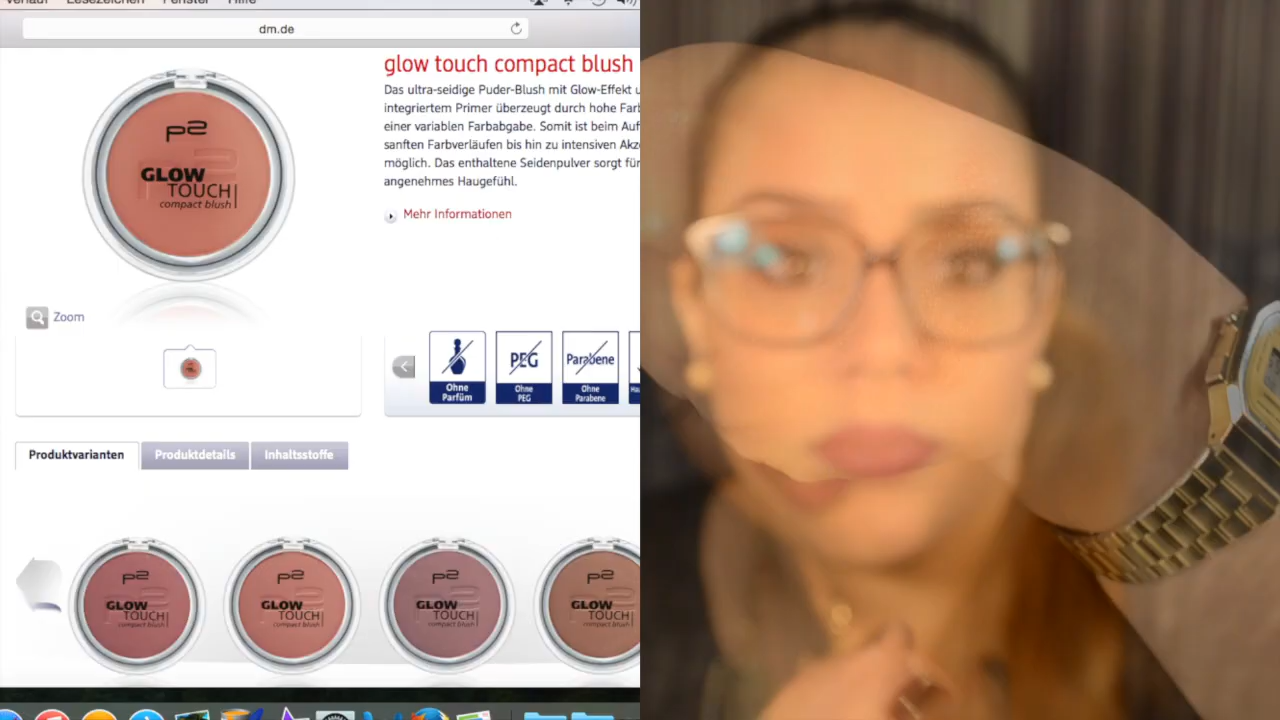 Verlauf Lesezeichen Fenster Hilfe
dm.de
glow touch compact blush
Das ultra-seidige Puder-Blush mit Glow-Effekt
integriertem Primer überzeugt durch hohe
einer variablen Farbabgabe. Somit ist beim
sanften Farbverläufen bis hin zu intensiven
möglich. Das enthaltene Seidenpulver sorgt
angenehmes Hautgefühl.
Mehr Informationen
P2
GLOW
TOUCH
compact blush
Zoom
PEG
Parabene
Ohne
Parfüm
Ohne
PEG
Ohne
Parabene
Produktvarianten
Produktdetails
Inhaltsstoffe
P2
GLOW
TOUCH
compact blush
P2
GLOW
TOUCH
compact blush
P2
GLOW
TOUCH
compact blush
P2
GLOW
TOUCH
compact blush